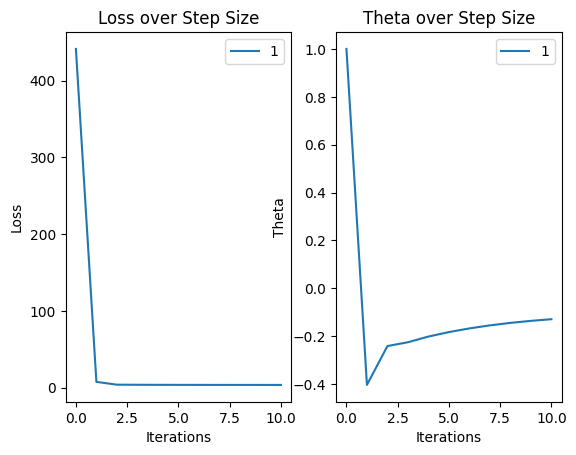 Loss over Step Size
1
400
300
200
100
0
Loss
0.0 2.5 5.0 7.5 10.0
Iterations
Theta over Step Size
1
1.0
0.8
0.6
0.4
0.2
0.0
−0.2
−0.4
Theta
0.0 2.5 5.0 7.5 10.0
Iterations